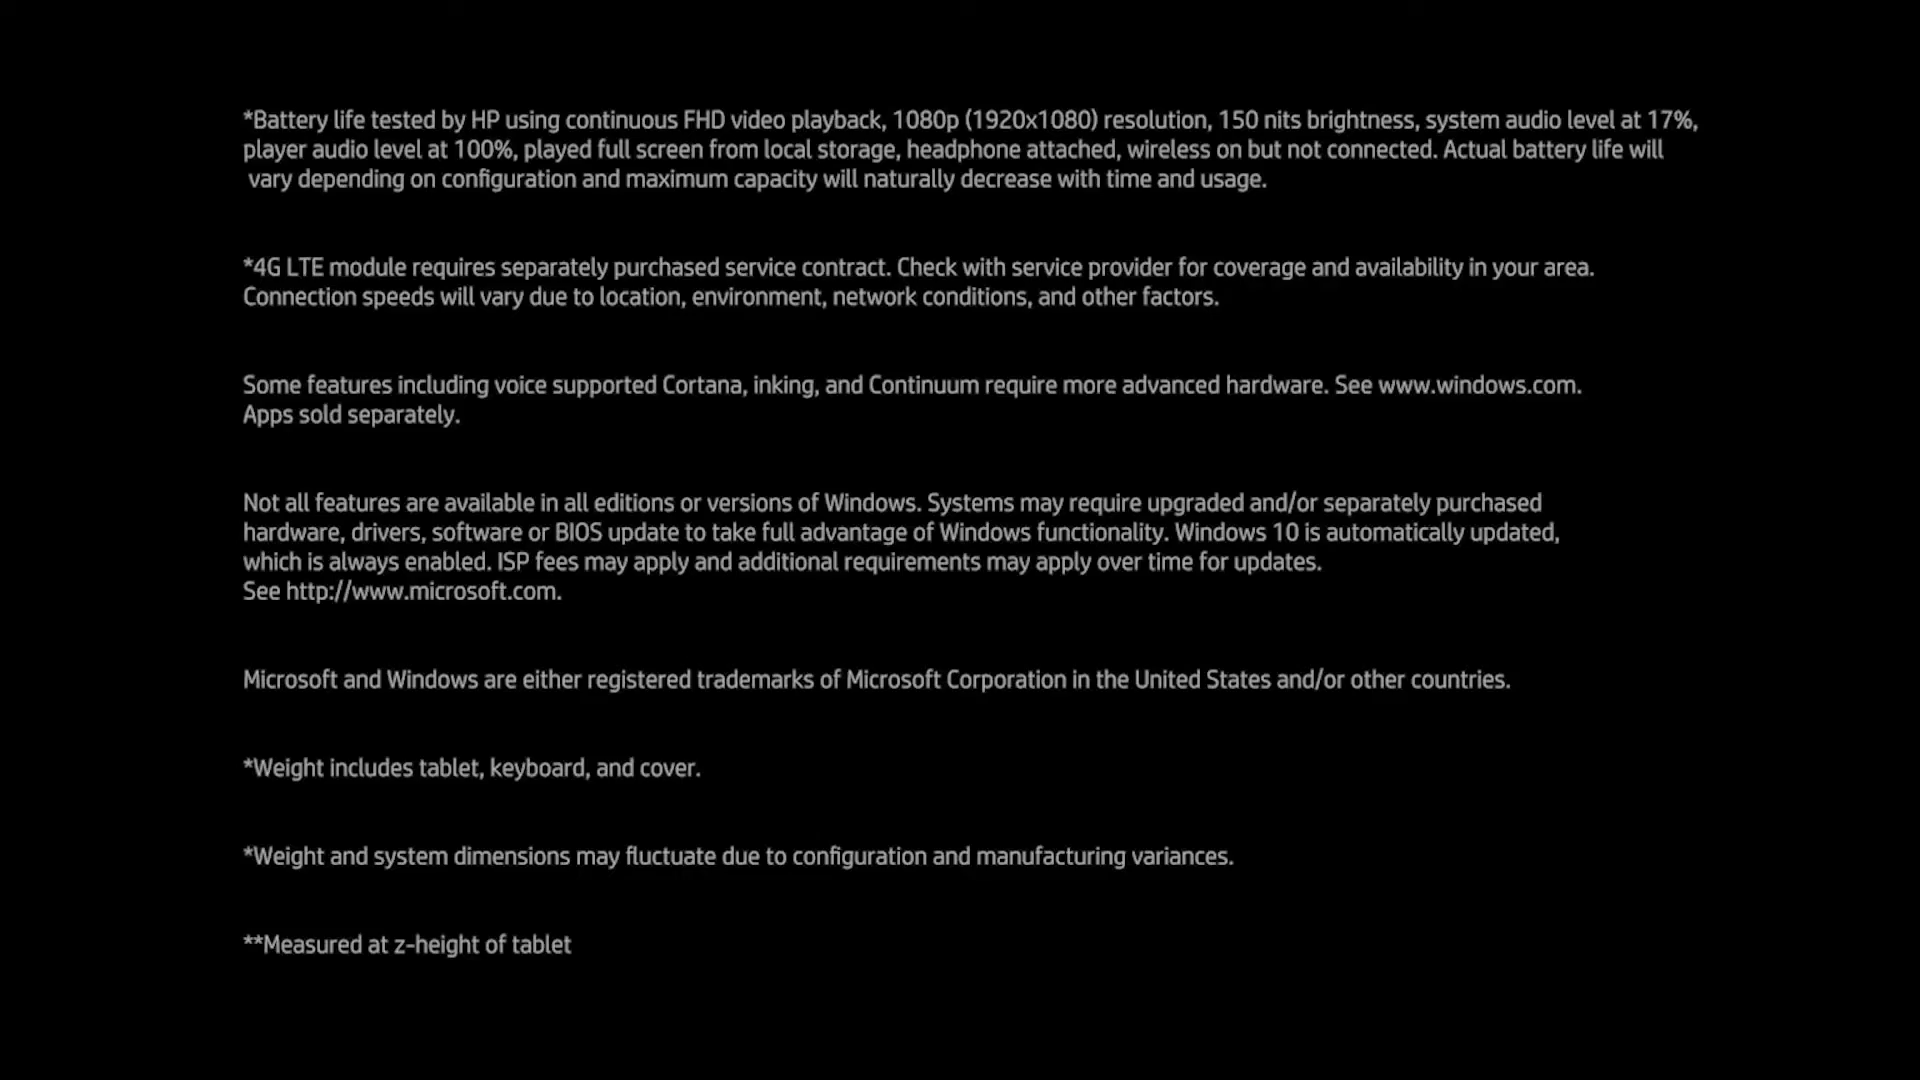 *Battery life tested by HP using continuous FHD video playback, 1080p (1920x1080) resolution, 150 nits brightness, system audio level at 17%,
player audio level at 100%, played full screen from local storage, headphone attached, wireless on but not connected. Actual battery life will
vary depending on configuration and maximum capacity will naturally decrease with time and usage.
*4G LTE module requires separately purchased service contract. Check with service provider for coverage and availability in your area.
Connection speeds will vary due to location, environment, network conditions, and other factors.
Some features including voice supported Cortana, inking, and Continuum require more advanced hardware. See www.windows.com.
Apps sold separately.
Not all features are available in all editions or versions of Windows. Systems may require upgraded and/or separately purchased
hardware, drivers, software or BIOS update to take full advantage of Windows functionality. Windows 10 is automatically updated,
which is always enabled. ISP fees may apply and additional requirements may apply over time for updates.
See http://www.microsoft.com.
Microsoft and Windows are either registered trademarks of Microsoft Corporation in the United States and/or other countries.
*Weight includes tablet, keyboard, and cover.
*Weight and system dimensions may fluctuate due to configuration and manufacturing variances.
**Measured at z-height of tablet